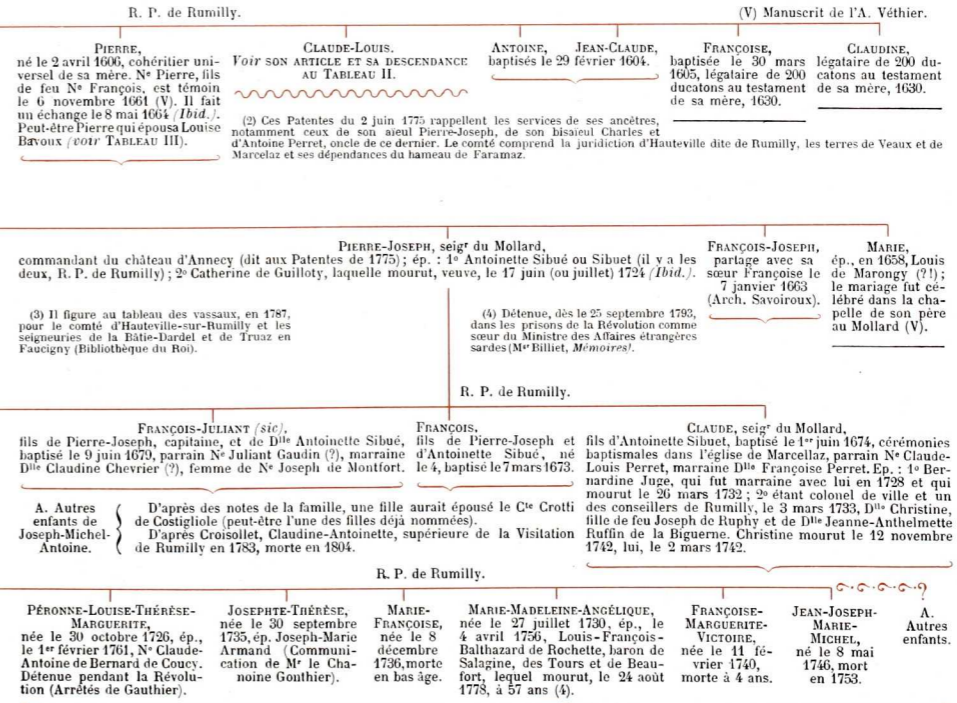 R. P. de Rumilly.
(V) Manuscrit de l'A. Véthier.
PIERRE,
né le 2 avril 1606, cohéritier uni-
versel de sa mère. Nᵉ Pierre, fils
de feu Nᵉ François, est témoin
le 6 novembre 1661 (V). Il fait
un échange le 8 mai 1664 (Ibid.).
Peut-être Pierre qui épousa Louise
Bavoux (voir TABLEAU III).
CLAUDE-LOUIS.
Voir SON ARTICLE ET SA DESCENDANCE
AU TABLEAU II.
ANTOINE, JEAN-CLAUDE,
baptisés le 29 février 1604.
FRANÇOISE,
baptisée le 30 mars
1605, légataire de 200
ducatons au testament
de sa mère, 1630.
CLAUDINE,
légataire de 200 du-
catons au testament
de sa mère, 1630.
(2) Ces Patentes du 2 juin 1775 rappellent les services de ses ancêtres,
notamment ceux de son aïeul Pierre-Joseph, de son bisaïeul Charles et
d'Antoine Perret, oncle de ce dernier. Le comté comprend la juridiction d'Hauteville dite de Rumilly, les terres de Veaux et de
Marcelaz et ses dépendances du hameau de Faramaz.
PIERRE-JOSEPH, seigʳ du Mollard,
commandant du château d'Annecy (dit aux Patentes de 1775) ; ép. : 1º Antoinette Sibué ou Sibuet (il y a les
deux, R. P. de Rumilly) ; 2º Catherine de Guilloty, laquelle mourut, veuve, le 17 juin (ou juillet) 1724 (Ibid.).
FRANÇOIS-JOSEPH,
partage avec sa
sœur Françoise le
7 janvier 1663
(Arch. Savoiroux).
MARIE,
ép., en 1658, Louis
de Marongy (?!) ;
le mariage fut cé-
lébré dans la cha-
pelle de son père
au Mollard (V).
(3) Il figure au tableau des vassaux, en 1787,
pour le comté d'Hauteville-sur-Rumilly et les
seigneuries de la Bâtie-Dardel et de Truaz en
Faucigny (Bibliothèque du Roi).
(4) Détenue, dès le 25 septembre 1793,
dans les prisons de la Révolution comme
sœur du Ministre des Affaires étrangères
sardes (Mᵍʳ Billiet, Mémoires).
R. P. de Rumilly.
FRANÇOIS-JULIANT (sic),
fils de Pierre-Joseph, capitaine, et de Dˡˡᵉ Antoinette Sibué,
baptisé le 9 juin 1679, parrain Nᵉ Juliant Gaudin (?), marraine
Dˡˡᵉ Claudine Chevrier (?), femme de Nᵉ Joseph de Montfort.
FRANÇOIS,
fils de Pierre-Joseph et
d'Antoinette Sibué, né
le 4, baptisé le 7 mars 1673.
CLAUDE, seigʳ du Mollard,
fils d'Antoinette Sibuet, baptisé le 1ᵉʳ juin 1674, cérémonies
baptismales dans l'église de Marcellaz, parrain Nᵉ Claude-
Louis Perret, marraine Dˡˡᵉ Françoise Perret. Ep. : 1º Ber-
nardine Juge, qui fut marraine avec lui en 1728 et qui
mourut le 26 mars 1732 ; 2º étant colonel de ville et un
des conseillers de Rumilly, le 3 mars 1733, Dˡˡᵉ Christine,
fille de feu Joseph de Ruphy et de Dˡˡᵉ Jeanne-Anthelmette
Ruffin de la Biguerne. Christine mourut le 12 novembre
1742, lui, le 2 mars 1742.
A. Autres
enfants de
Joseph-Michel-
Antoine.
D'après des notes de la famille, une fille aurait épousé le Cᵗᵉ Crotti
de Costigliole (peut-être l'une des filles déjà nommées).
D'après Croisollet, Claudine-Antoinette, supérieure de la Visitation
de Rumilly en 1783, morte en 1804.
R. P. de Rumilly.
PÉRONNE-LOUISE-THÉRÈSE-
MARGUERITE,
née le 30 octobre 1726, ép.,
le 1ᵉʳ février 1761, Nᵉ Claude-
Antoine de Bernard de Coucy.
Détenue pendant la Révolu-
tion (Arrêtés de Gauthier).
JOSEPHTE-THÉRÈSE,
née le 30 septembre
1735, ép. Joseph-Marie
Armand (Communi-
cation de Mʳ le Cha-
noine Gonthier).
MARIE-
FRANÇOISE,
née le 8
décembre
1736, morte
en bas âge.
MARIE-MADELEINE-ANGÉLIQUE,
née le 27 juillet 1730, ép., le
4 avril 1756, Louis-François-
Balthazard de Rochette, baron de
Salagine, des Tours et de Beau-
fort, lequel mourut, le 24 août
1778, à 57 ans (4).
FRANÇOISE-
MARGUERITE-
VICTOIRE,
née le 11 fé-
vrier 1740,
morte à 4 ans.
JEAN-JOSEPH-
MARIE-
MICHEL,
né le 8 mai
1746, mort
en 1753.
?
A.
Autres
enfants.